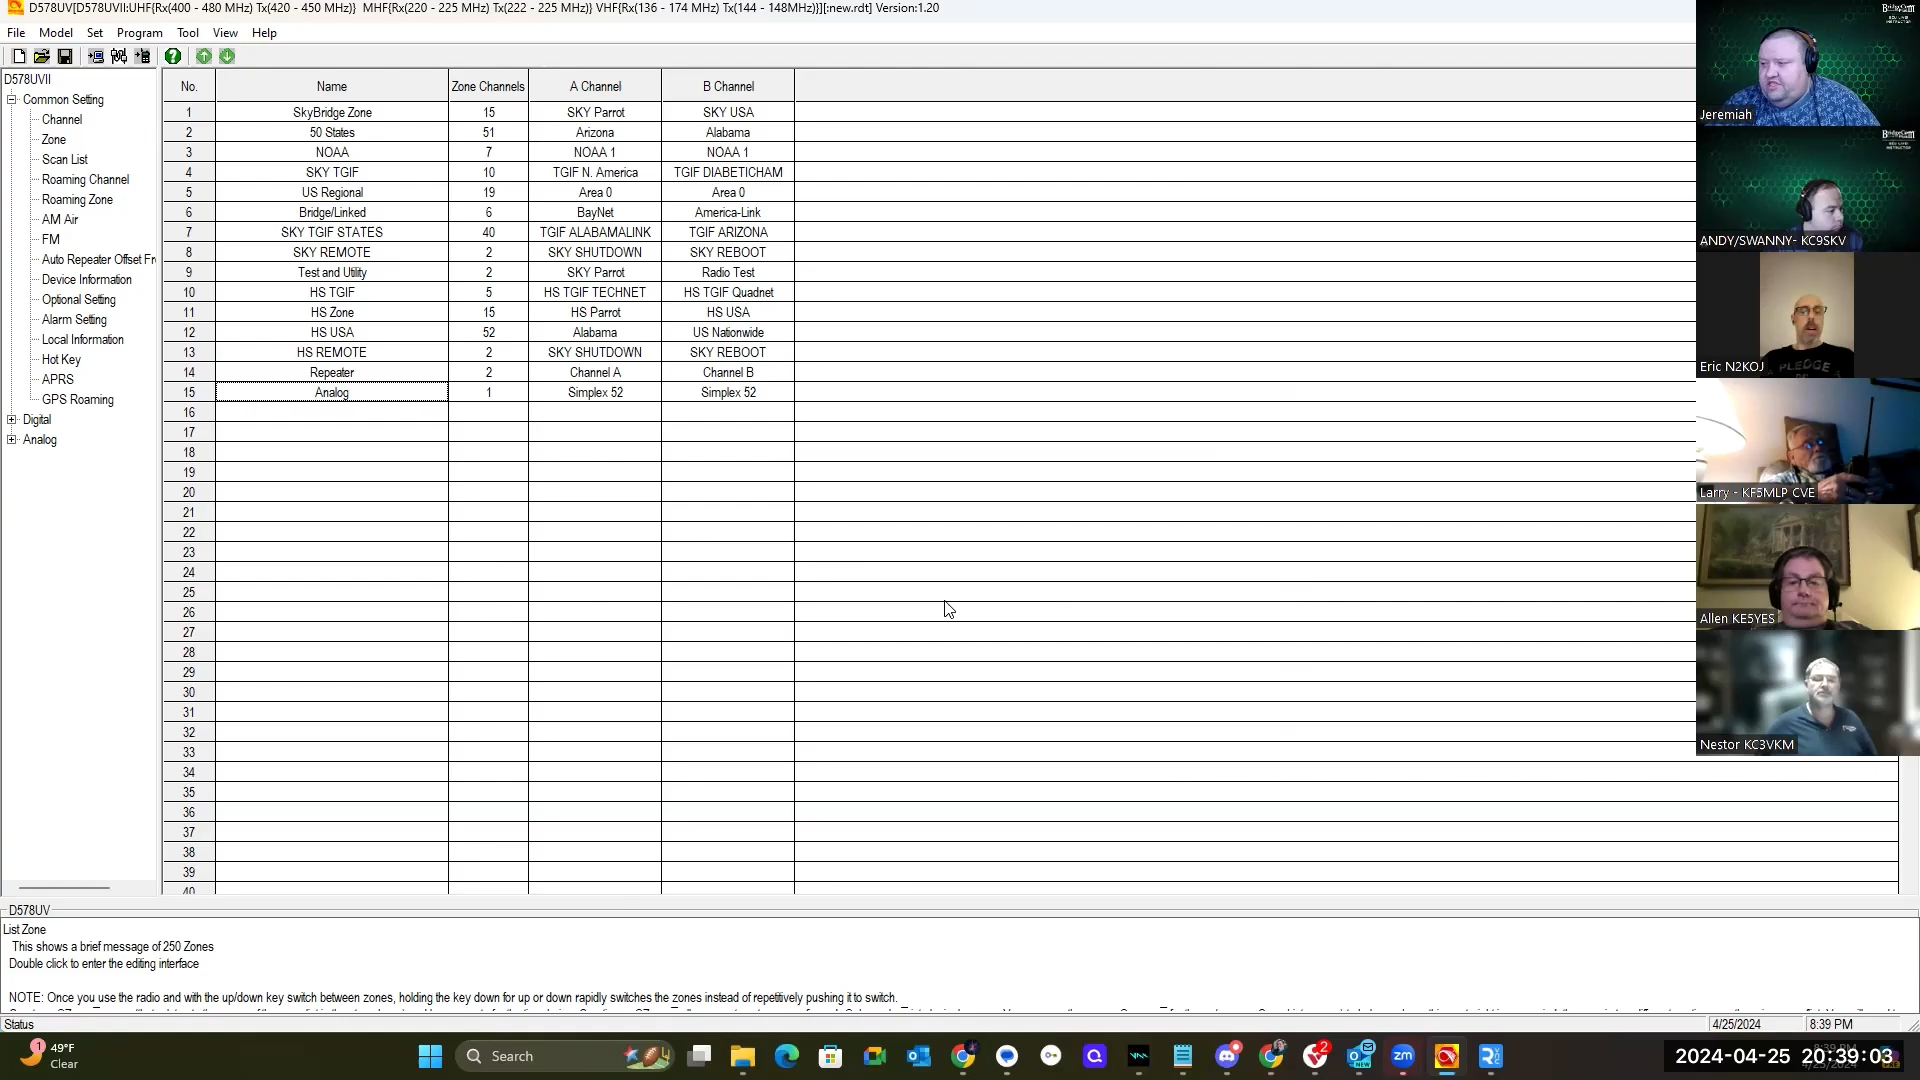 D578UV[D578UVII:UHF{Rx(400 - 480 MHz) Tx(420 - 450 MHz)}  MHF{Rx(220 - 225 MHz) Tx(222 - 225 MHz)} VHF{Rx(136 - 174 MHz) Tx(144 - 148MHz)}][:new.rdt] Version:1.20
File Model Set Program Tool View Help
D578UVII
Common Setting
Channel
Zone
Scan List
Roaming Channel
Roaming Zone
AM Air
FM
Auto Repeater Offset Fr
Device Information
Optional Setting
Alarm Setting
Local Information
Hot Key
APRS
GPS Roaming
Digital
Analog
No. Name Zone Channels A Channel B Channel
1 SkyBridge Zone 15 SKY Parrot SKY USA
2 50 States 51 Arizona Alabama
3 NOAA 7 NOAA 1 NOAA 1
4 SKY TGIF 10 TGIF N. America TGIF DIABETICHAM
5 US Regional 19 Area 0 Area 0
6 Bridge/Linked 6 BayNet America-Link
7 SKY TGIF STATES 40 TGIF ALABAMALINK TGIF ARIZONA
8 SKY REMOTE 2 SKY SHUTDOWN SKY REBOOT
9 Test and Utility 2 SKY Parrot Radio Test
10 HS TGIF 5 HS TGIF TECHNET HS TGIF Quadnet
11 HS Zone 15 HS Parrot HS USA
12 HS USA 52 Alabama US Nationwide
13 HS REMOTE 2 SKY SHUTDOWN SKY REBOOT
14 Repeater 2 Channel A Channel B
15 Analog 1 Simplex 52 Simplex 52
16
17
18
19
20
21
22
23
24
25
26
27
28
29
30
31
32
33
34
35
36
37
38
39
40
BridgeCom
Jeremiah
BridgeCom
ANDY/SWANNY- KC9SKV
PLEDGE
Eric N2KOJ
Larry - KF5MLP CVE
Allen KE5YES
Nestor KC3VKM
D578UV
List Zone
This shows a brief message of 250 Zones
Double click to enter the editing interface
NOTE: Once you use the radio and with the up/down key switch between zones, holding the key down for up or down rapidly switches the zones instead of repetitively pushing it to switch.
Status 4/25/2024 8:39 PM
1
49°F
Clear
Search
2
NEW
zm
2024-04-25 20:39:03